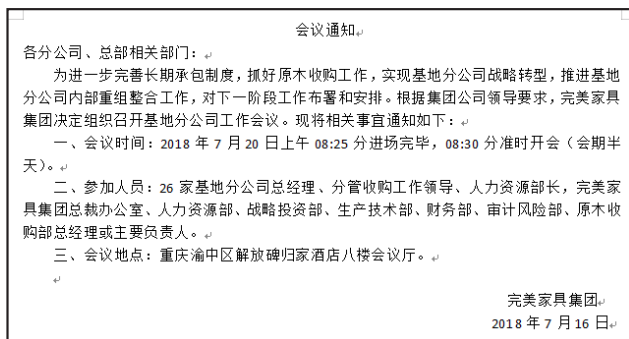 会议通知
各分公司、总部相关部门：
为进一步完善长期承包制度，抓好原木收购工作，实现基地分公司战略转型，推进基地
分公司内部重组整合工作，对下一阶段工作布署和安排。根据集团公司领导要求，完美家具
集团决定组织召开基地分公司工作会议。现将相关事宜通知如下：
一、会议时间：2018 年 7 月 20 日上午 08:25 分进场完毕，08:30 分准时开会（会期半
天）。
二、参加人员：26 家基地分公司总经理、分管收购工作领导、人力资源部长，完美家
具集团总裁办公室、人力资源部、战略投资部、生产技术部、财务部、审计风险部、原木收
购部总经理或主要负责人。
三、会议地点：重庆渝中区解放碑归家酒店八楼会议厅。
完美家具集团
2018 年 7 月 16 日